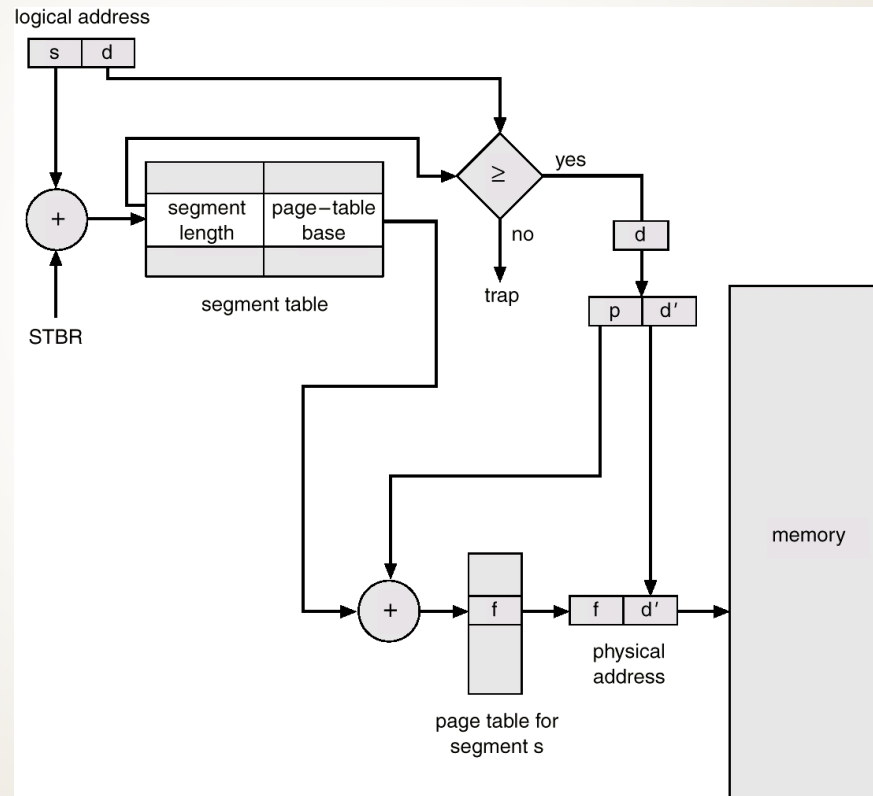 logical address
s d
≥
yes
+
segment length
page–table base
no
d
segment table
trap
p d′
STBR
memory
+
f
f d′
physical address
page table for segment s